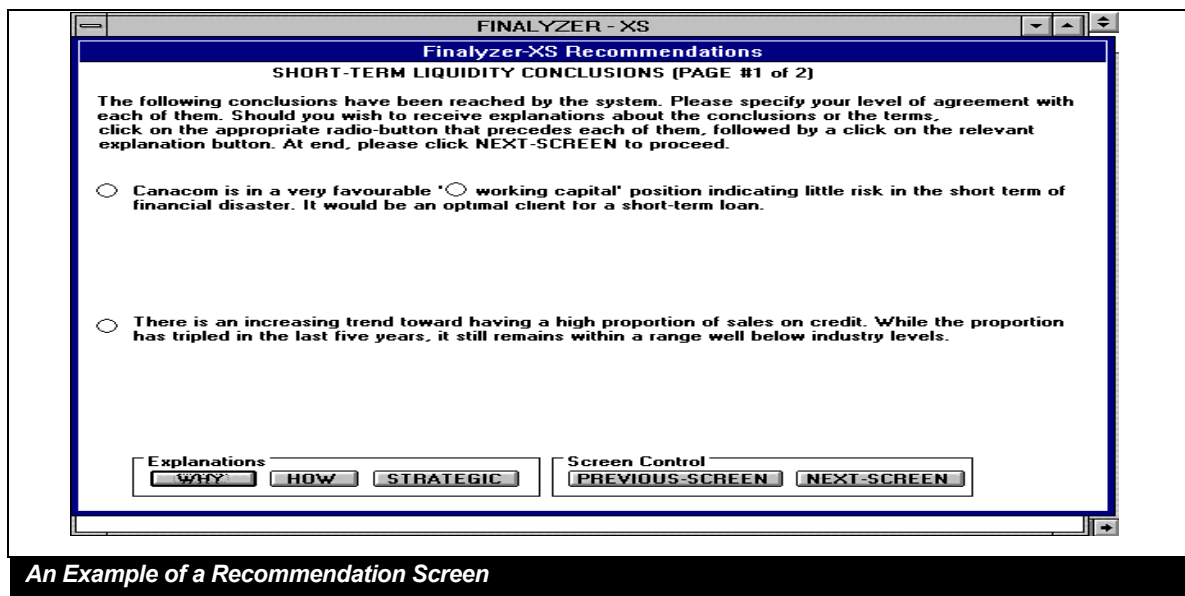 FINALYZER - XS
Finalyzer-XS Recommendations
SHORT-TERM LIQUIDITY CONCLUSIONS (PAGE #1 of 2)
The following conclusions have been reached by the system. Please specify your level of agreement with
each of them. Should you wish to receive explanations about the conclusions or the terms,
click on the appropriate radio-button that precedes each of them, followed by a click on the relevant
explanation button. At end, please click NEXT-SCREEN to proceed.
Canacom is in a very favourable ' working capital' position indicating little risk in the short term of
financial disaster. It would be an optimal client for a short-term loan.
There is an increasing trend toward having a high proportion of sales on credit. While the proportion
has tripled in the last five years, it still remains within a range well below industry levels.
Explanations Screen Control
WHY HOW STRATEGIC PREVIOUS-SCREEN NEXT-SCREEN
An Example of a Recommendation Screen